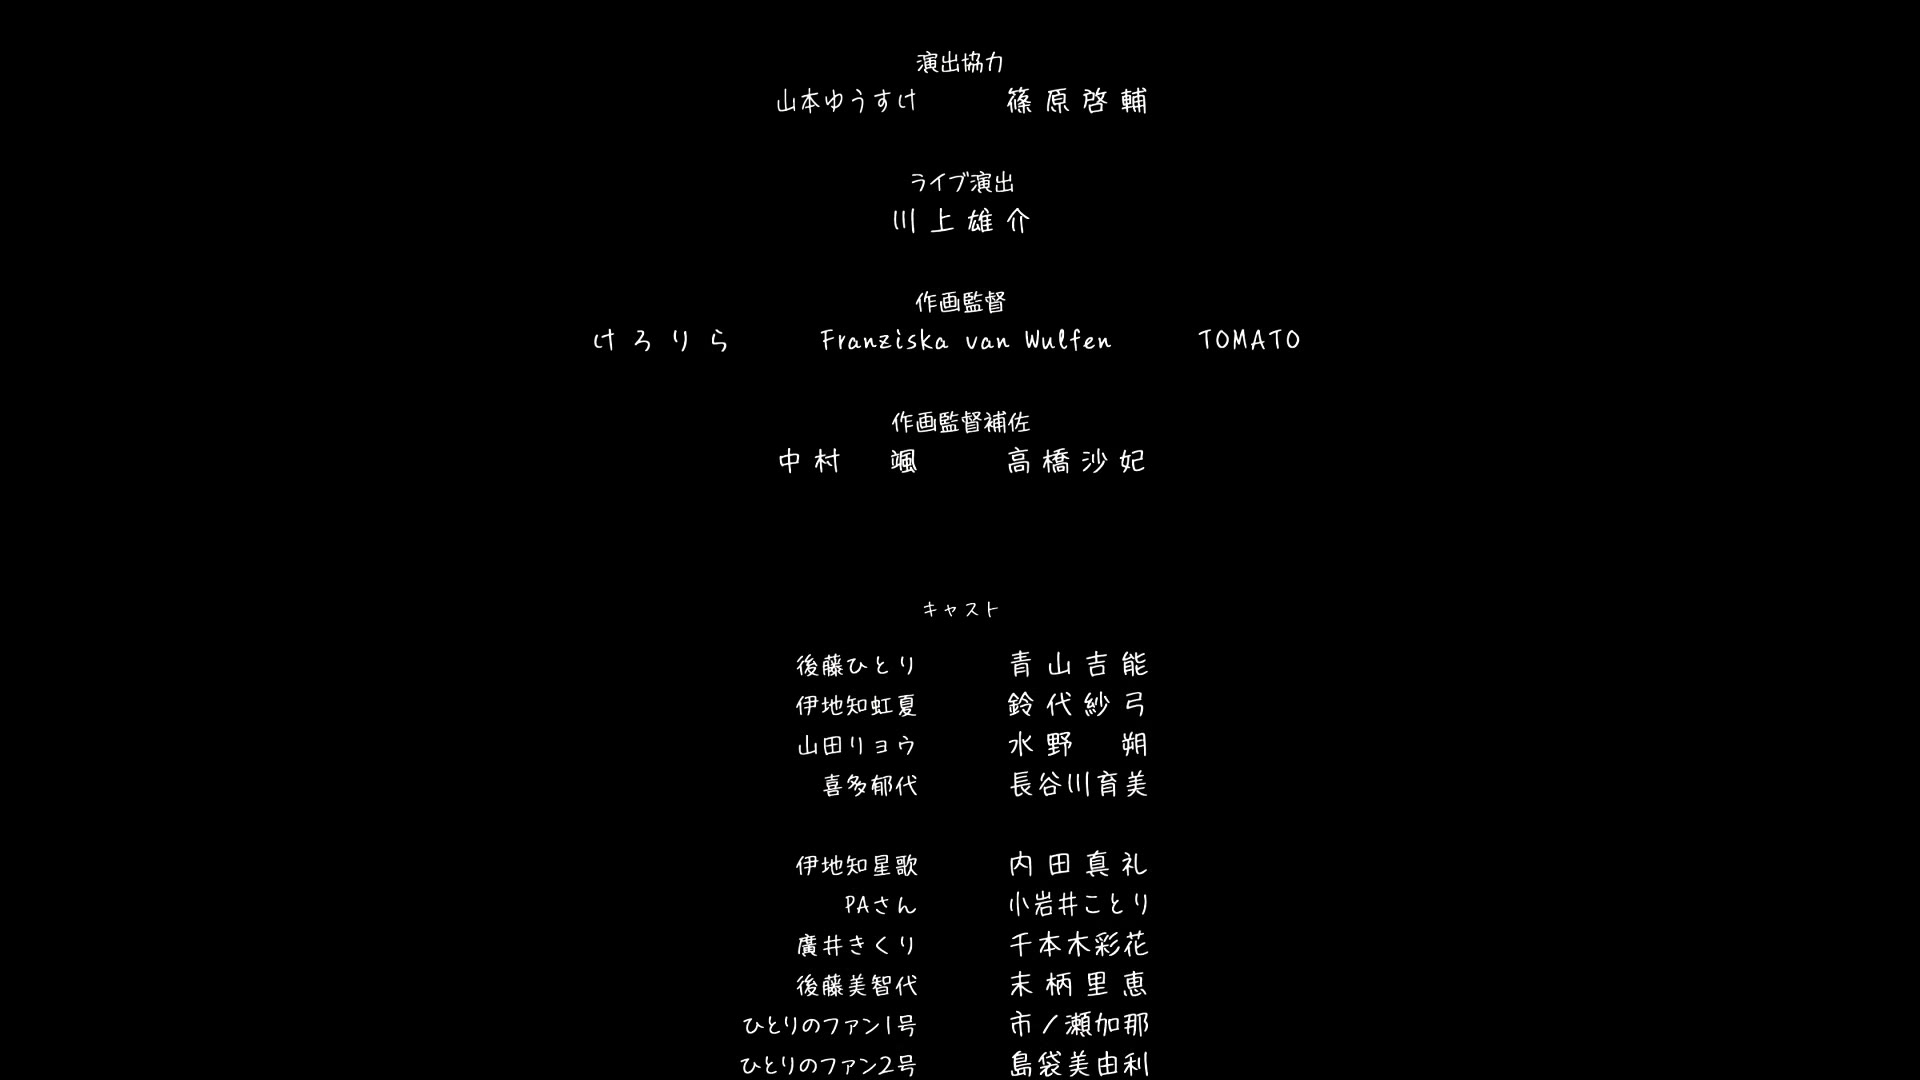 演出協力
山本ゆうすけ 篠原啓輔
ライブ演出
川上雄介
作画監督
けろりら Franziska van Wulfen TOMATO
作画監督補佐
中村 颯 高橋沙妃
キャスト
後藤ひとり 青山吉能
伊地知虹夏 鈴代紗弓
山田リョウ 水野 朔
喜多郁代 長谷川育美
伊地知星歌 内田真礼
PAさん 小岩井ことり
廣井きくり 千本木彩花
後藤美智代 末柄里恵
ひとりのファン1号 市ノ瀬加那
ひとりのファン2号 島袋美由利